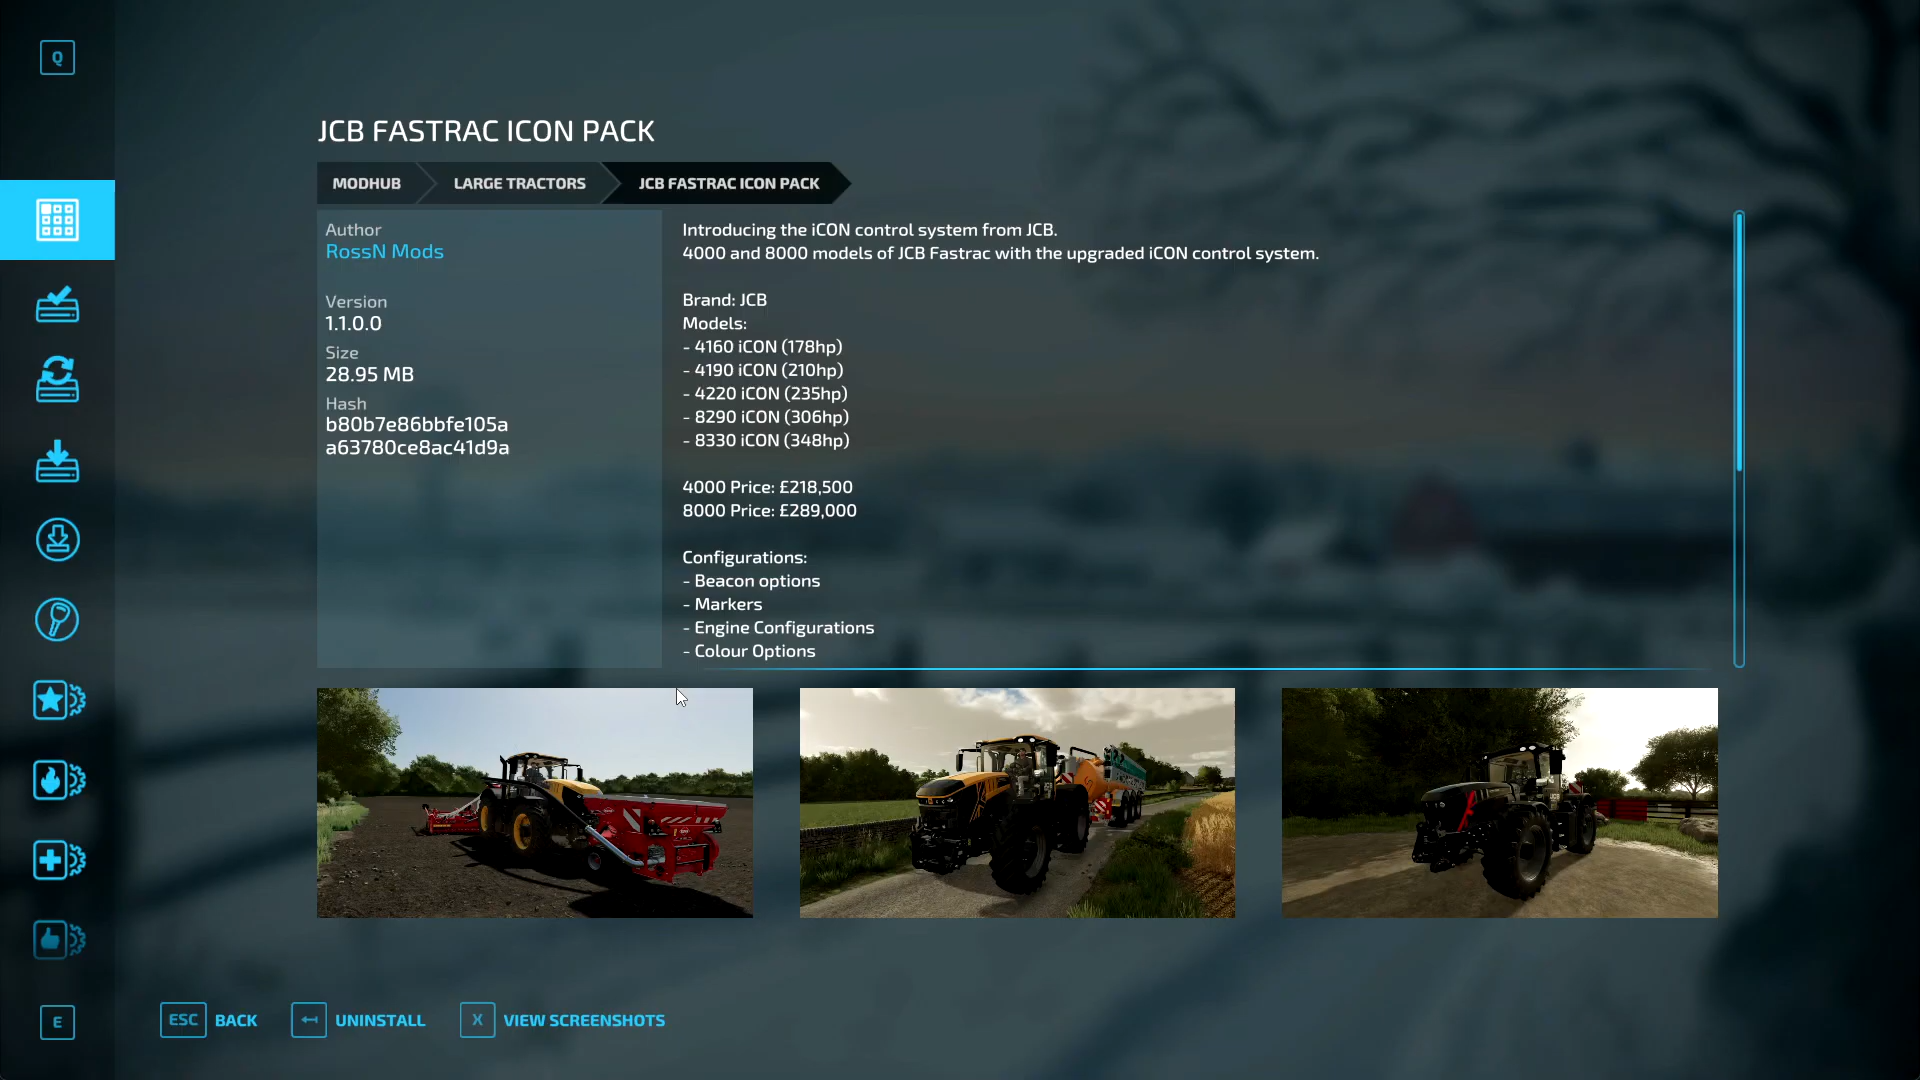 Q
JCB FASTRAC ICON PACK
MODHUB
LARGE TRACTORS
JCB FASTRAC ICON PACK
Author
RossN Mods
Version
1.1.0.0
Size
28.95 MB
Hash
b80b7e86bbfe105a
a63780ce8ac41d9a
Introducing the iCON control system from JCB.
4000 and 8000 models of JCB Fastrac with the upgraded iCON control system.
Brand: JCB
Models:
- 4160 iCON (178hp)
- 4190 iCON (210hp)
- 4220 iCON (235hp)
- 8290 iCON (306hp)
- 8330 iCON (348hp)
4000 Price: £218,500
8000 Price: £289,000
Configurations:
- Beacon options
- Markers
- Engine Configurations
- Colour Options
E
ESC BACK
UNINSTALL
X VIEW SCREENSHOTS